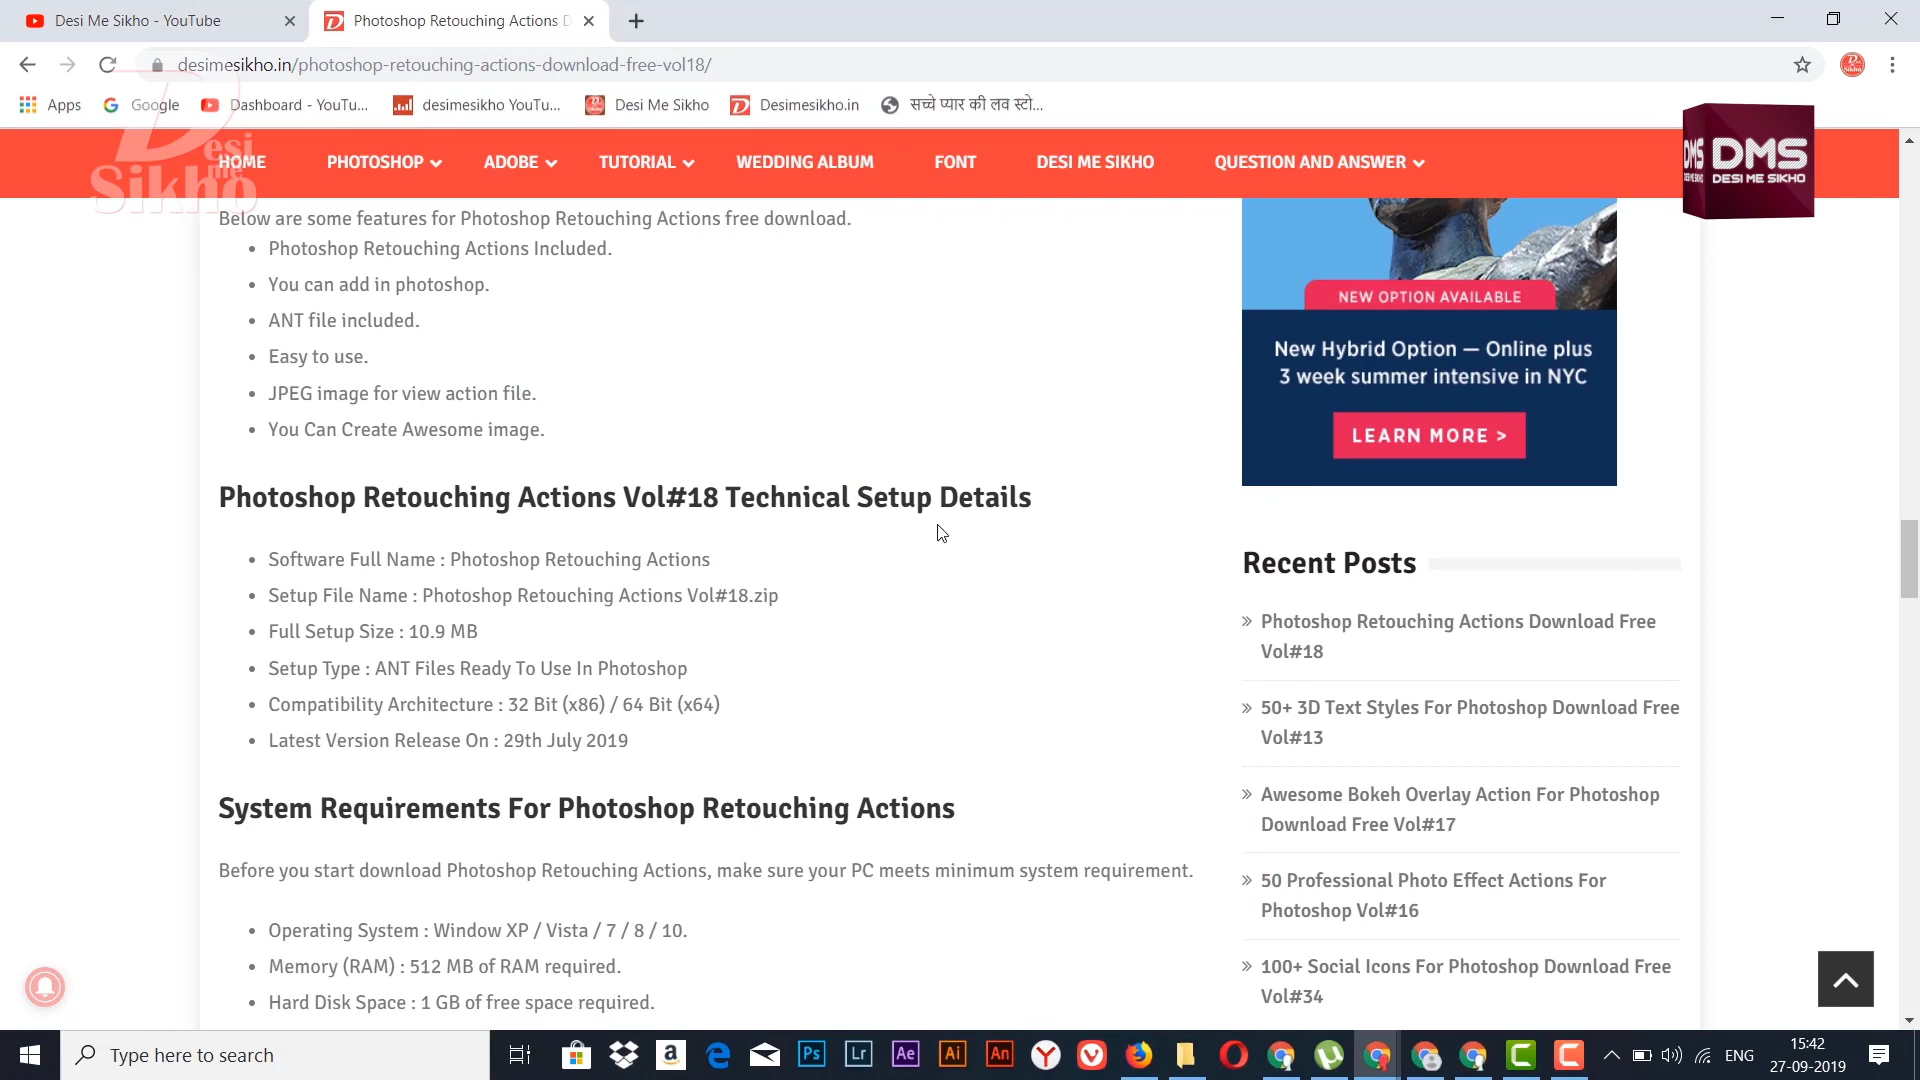 Desi Me Sikho - YouTube
Photoshop Retouching Actions D
desimesikho.in/photoshop-retouching-actions-download-free-vol18/
Apps
Google
Dashboard - YouTu...
desimesikho YouTu...
Desi Me Sikho
Desimesikho.in
सच्चे प्यार की लव स्टो...
Desi
me
Sikho
HOME
PHOTOSHOP
ADOBE
TUTORIAL
WEDDING ALBUM
FONT
DESI ME SIKHO
QUESTION AND ANSWER
DMS
DESI ME SIKHO
Below are some features for Photoshop Retouching Actions free download.
• Photoshop Retouching Actions Included.
• You can add in photoshop.
• ANT file included.
• Easy to use.
• JPEG image for view action file.
• You Can Create Awesome image.
Photoshop Retouching Actions Vol#18 Technical Setup Details
• Software Full Name : Photoshop Retouching Actions
• Setup File Name : Photoshop Retouching Actions Vol#18.zip
• Full Setup Size : 10.9 MB
• Setup Type : ANT Files Ready To Use In Photoshop
• Compatibility Architecture : 32 Bit (x86) / 64 Bit (x64)
• Latest Version Release On : 29th July 2019
System Requirements For Photoshop Retouching Actions
Before you start download Photoshop Retouching Actions, make sure your PC meets minimum system requirement.
• Operating System : Window XP / Vista / 7 / 8 / 10.
• Memory (RAM) : 512 MB of RAM required.
• Hard Disk Space : 1 GB of free space required.
NEW OPTION AVAILABLE
New Hybrid Option — Online plus
3 week summer intensive in NYC
LEARN MORE >
Recent Posts
» Photoshop Retouching Actions Download Free
Vol#18
» 50+ 3D Text Styles For Photoshop Download Free
Vol#13
» Awesome Bokeh Overlay Action For Photoshop
Download Free Vol#17
» 50 Professional Photo Effect Actions For
Photoshop Vol#16
» 100+ Social Icons For Photoshop Download Free
Vol#34
Type here to search
Ps
Lr
Ae
Ai
An
ENG
15:42
27-09-2019